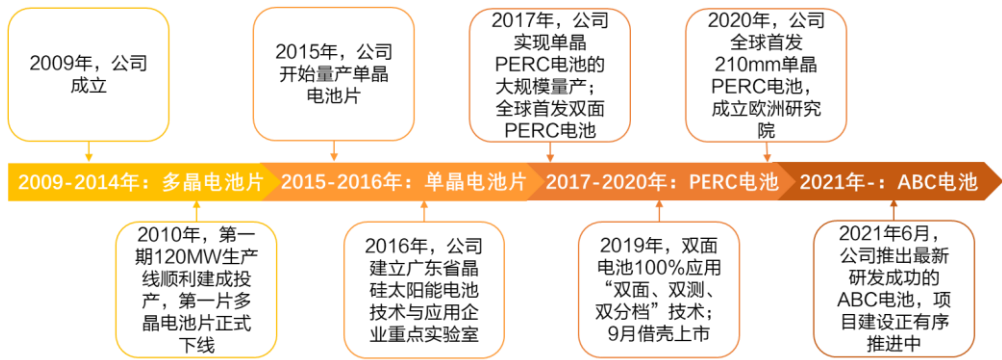 2009年，公司
成立
2015年，公司
开始量产单晶
电池片
2017年，公司
实现单晶
PERC电池的
大规模量产；
全球首发双面
PERC电池
2020年，公司
全球首发
210mm单晶
PERC电池，
成立欧洲研究
院
2009-2014年：多晶电池片
2015-2016年：单晶电池片
2017-2020年：PERC电池
2021年-：ABC电池
2010年，第一
期120MW生产
线顺利建成投
产，第一片多
晶电池片正式
下线
2016年，公司
建立广东省晶
硅太阳能电池
技术与应用企
业重点实验室
2019年，双面
电池100%应用
“双面、双测、
双分档”技术；
9月借壳上市
2021年6月，
公司推出最新
研发成功的
ABC电池，项
目建设正有序
推进中